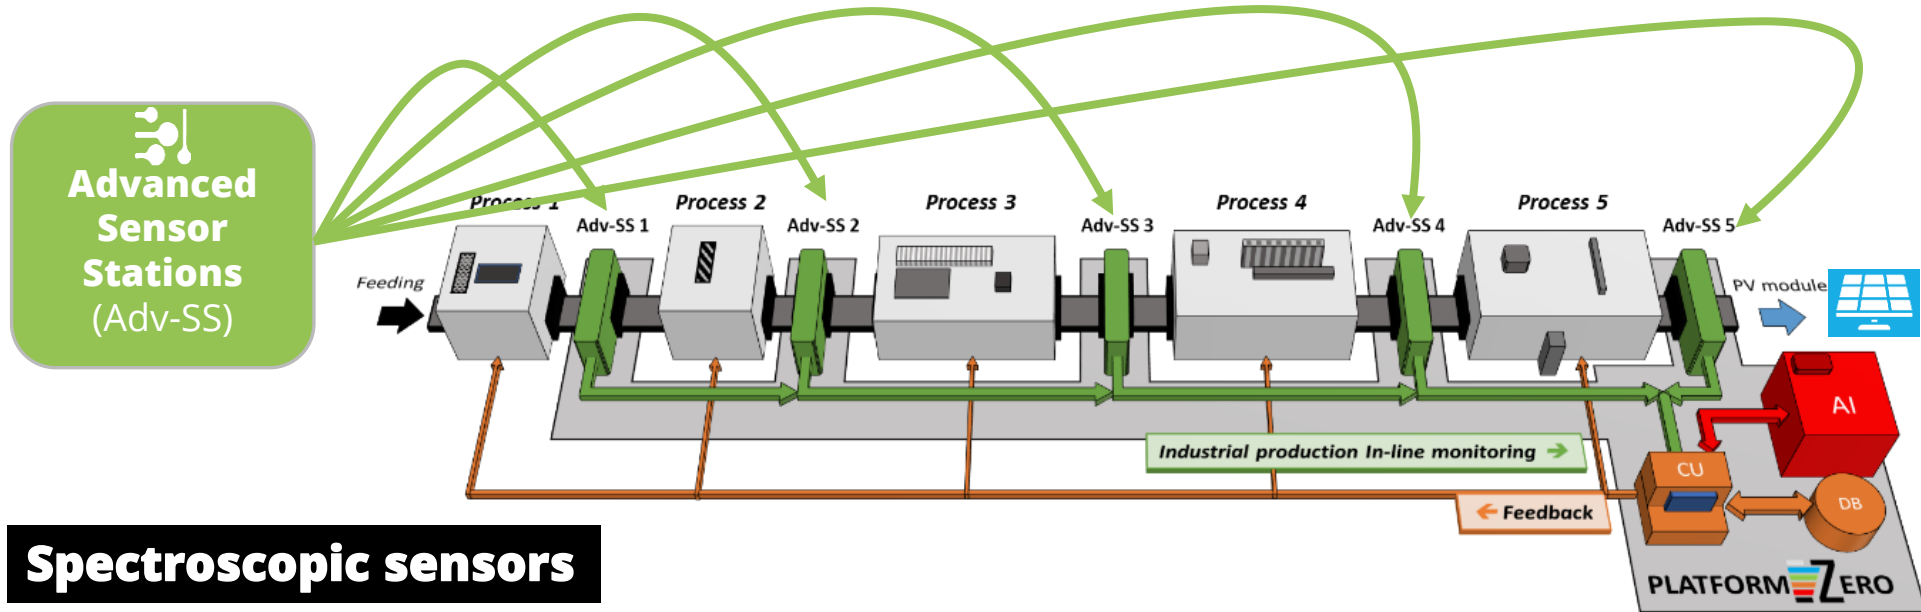 Advanced
Sensor
Stations
(Adv-SS)
Process 1
Process 2
Process 3
Process 4
Process 5
Adv-SS 1
Adv-SS 2
Adv-SS 3
Adv-SS 4
Adv-SS 5
Feeding
PV module
AI
Industrial production In-line monitoring
CU
DB
Feedback
Spectroscopic sensors
PLATFORM ZERO